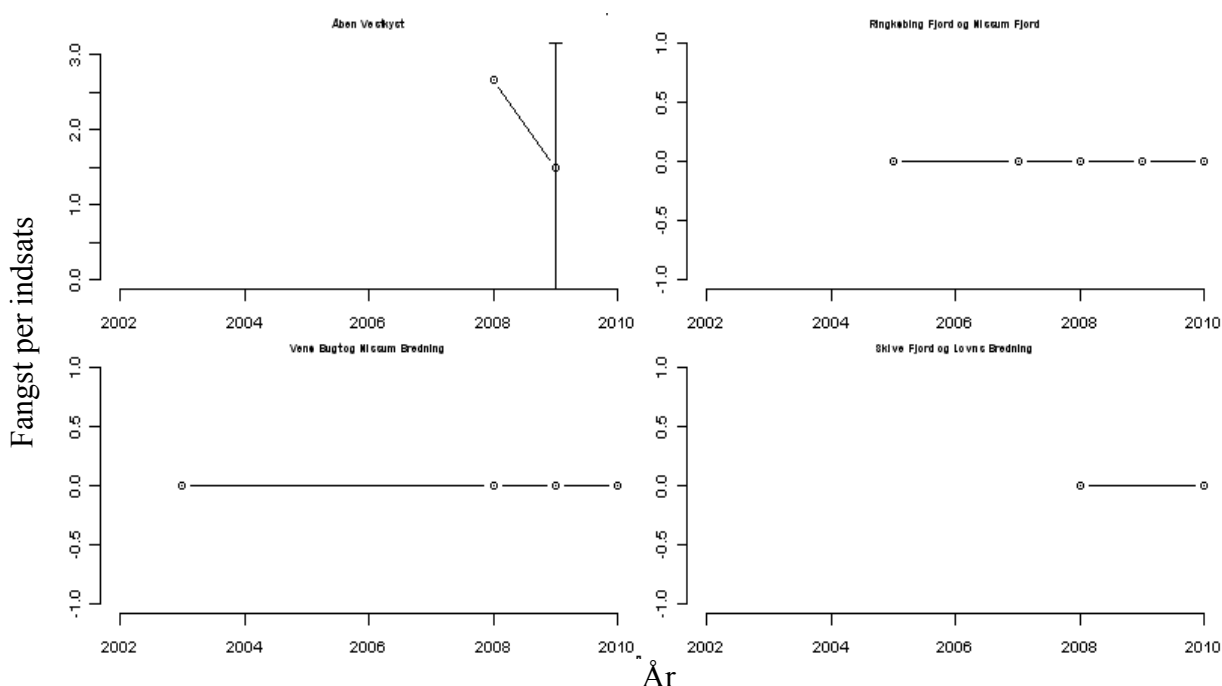 Åben Vestkyst
Ringkøbing Fjord og Nissum Fjord
3.0
2.0
1.0
0.0
1.0
0.5
0.0
-0.5
-1.0
2002 2004 2006 2008 2010
2002 2004 2006 2008 2010
Fangst per indsats
Venø Bugt og Nissum Bredning
Skive Fjord og Lovns Bredning
1.0
0.5
0.0
-0.5
-1.0
1.0
0.5
0.0
-0.5
-1.0
2002 2004 2006 2008 2010
2002 2004 2006 2008 2010
År